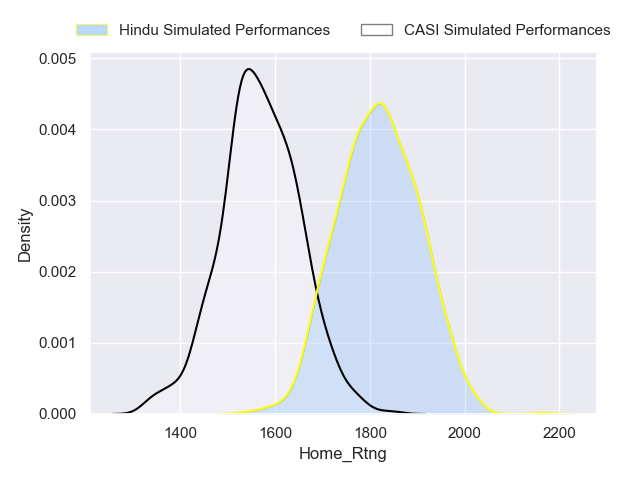 Hindu Simulated Performances CASI Simulated Performances
0.005
0.004
0.003
0.002
0.001
0.000
Density
1400 1600 1800 2000 2200
Home_Rtng